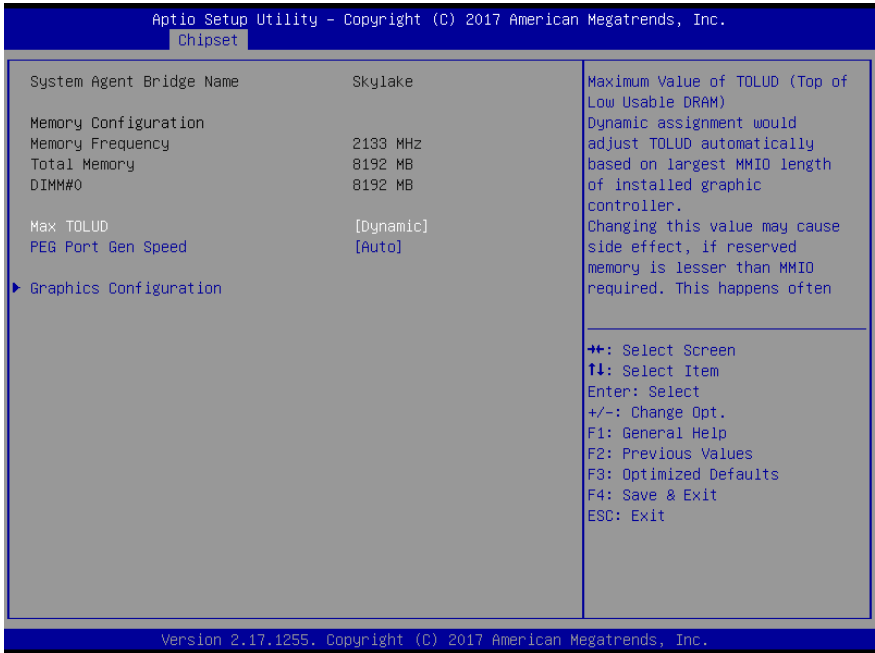 Aptio Setup Utility – Copyright (C) 2017 American Megatrends, Inc.
Chipset
System Agent Bridge Name Skylake
Memory Configuration
Memory Frequency 2133 MHz
Total Memory 8192 MB
DIMM#0 8192 MB
Max TOLUD [Dynamic]
PEG Port Gen Speed [Auto]
Graphics Configuration
Maximum Value of TOLUD (Top of
Low Usable DRAM)
Dynamic assignment would
adjust TOLUD automatically
based on largest MMIO length
of installed graphic
controller.
Changing this value may cause
side effect, if reserved
memory is lesser than MMIO
required. This happens often
→←: Select Screen
↑↓: Select Item
Enter: Select
+/-: Change Opt.
F1: General Help
F2: Previous Values
F3: Optimized Defaults
F4: Save & Exit
ESC: Exit
Version 2.17.1255. Copyright (C) 2017 American Megatrends, Inc.